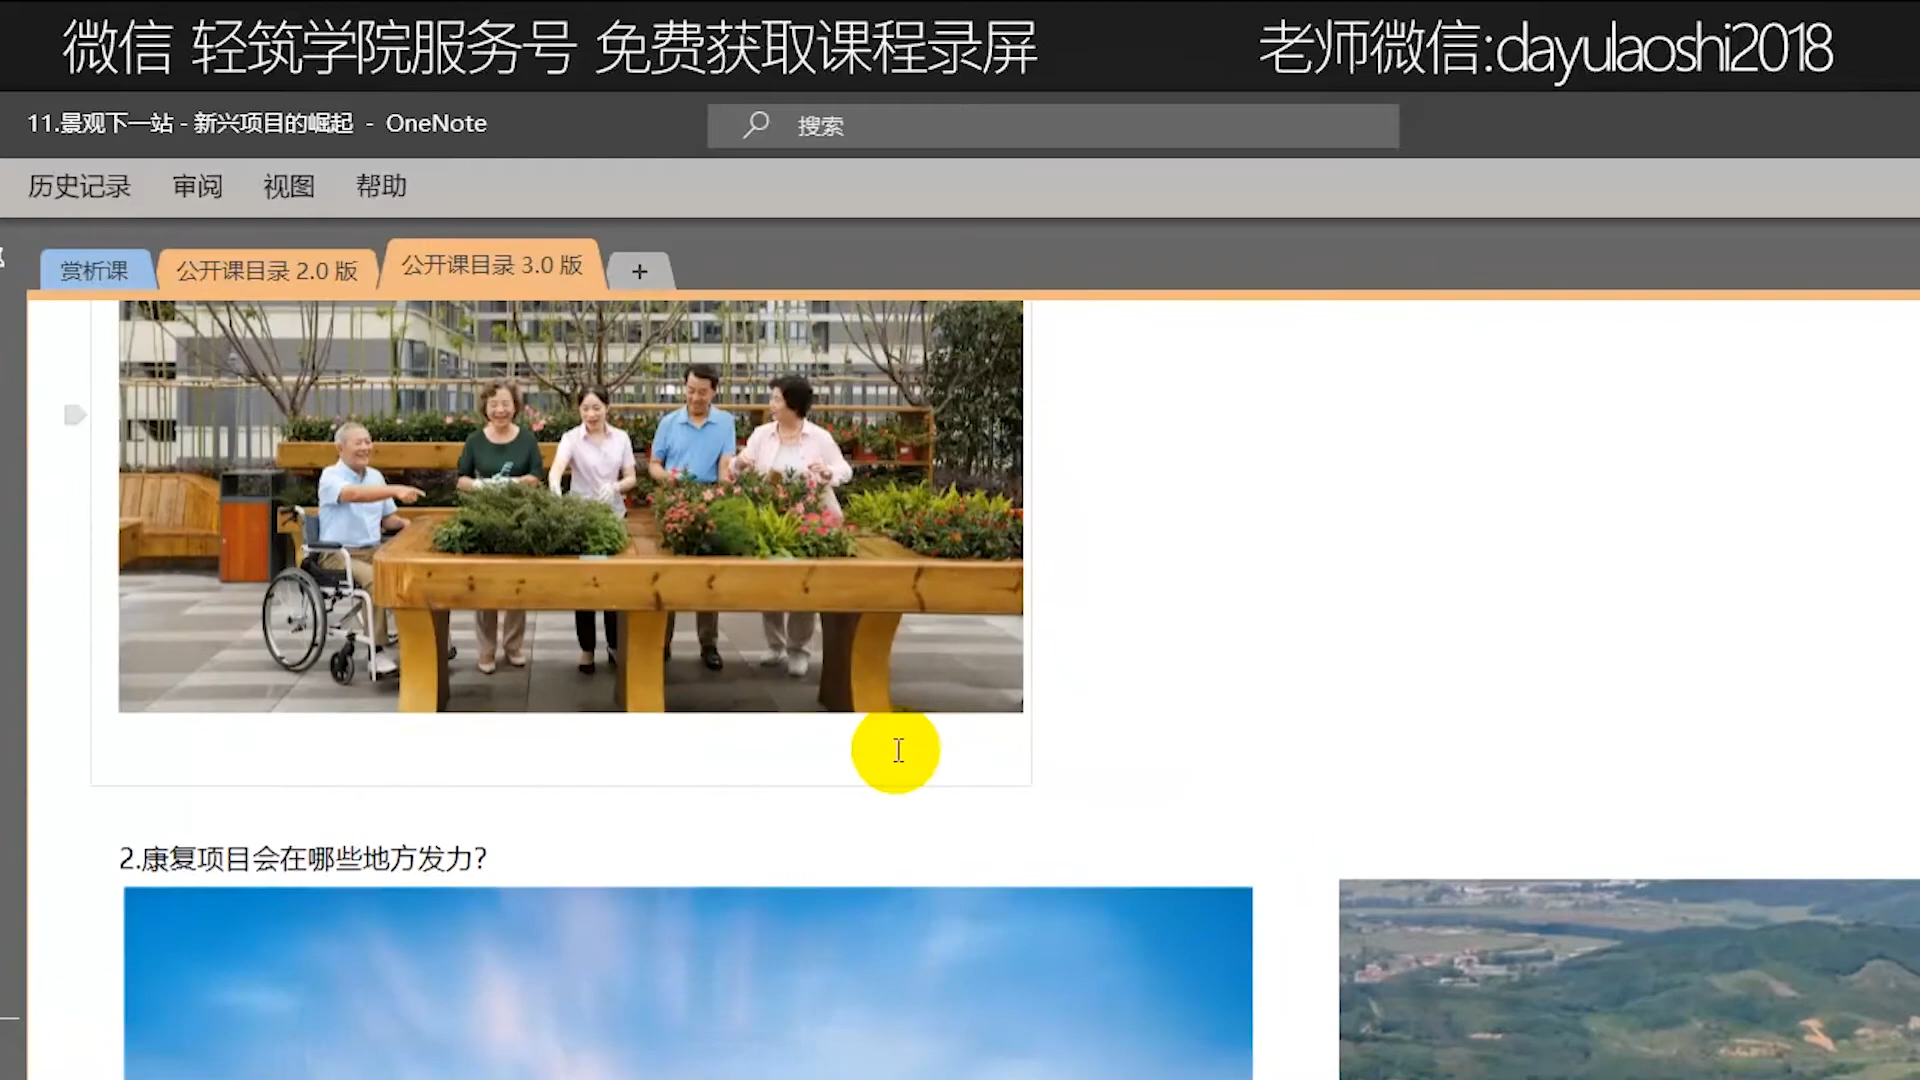 微信 轻筑学院服务号 免费获取课程录屏
老师微信:dayulaoshi2018
11.景观下一站 - 新兴项目的崛起 - OneNote
搜索
历史记录 审阅 视图 帮助
赏析课
公开课目录 2.0 版
公开课目录 3.0 版
+
2.康复项目会在哪些地方发力?